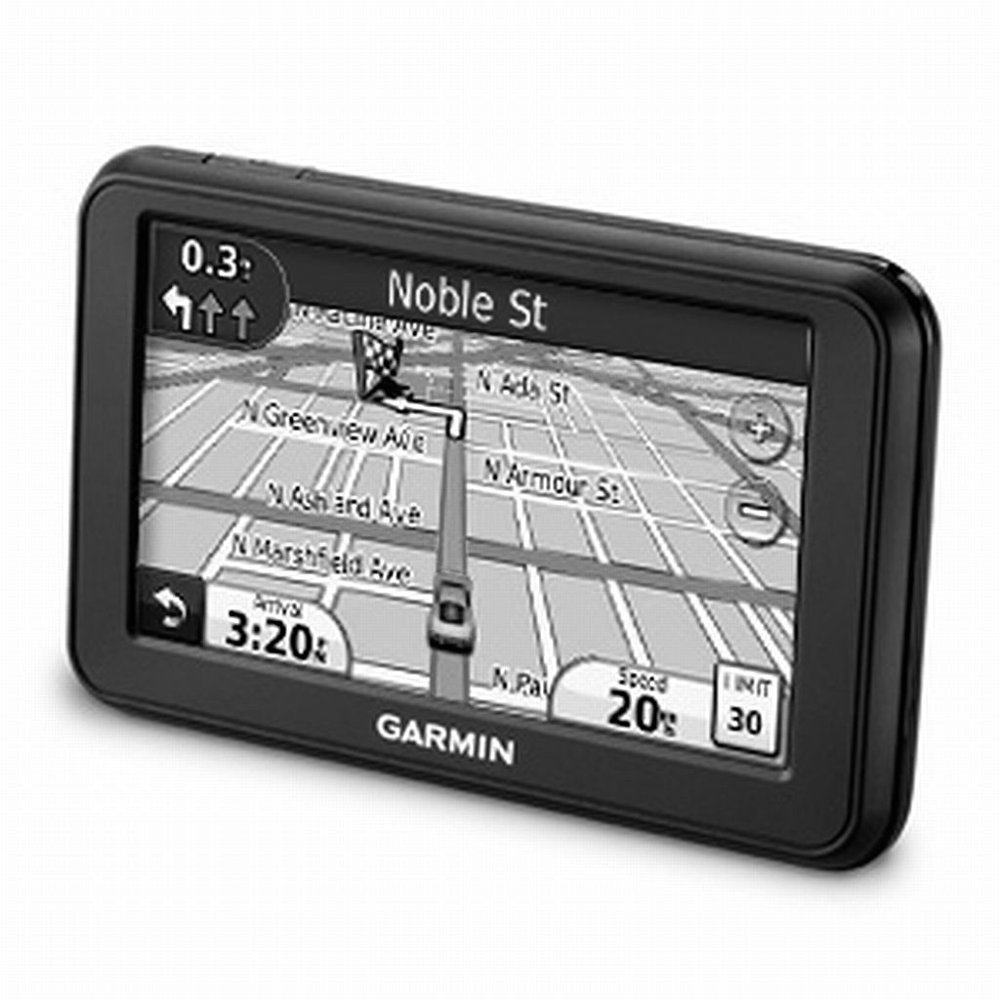 0.3
Noble St
N Ada St
N Greenview Ave
N Armour St
N Ashland Ave
N Marshfield Ave
Arrival
3:20
N Pau
Speed
20
LIMIT
30
GARMIN